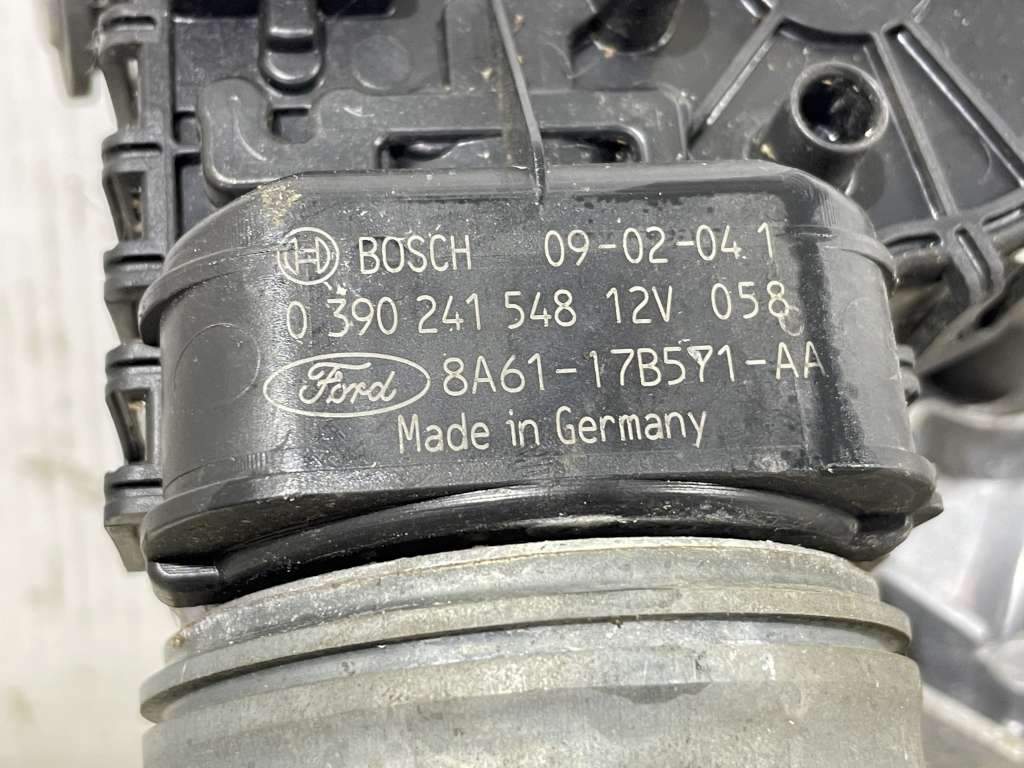 BOSCH 09-02-04 1
0 390 241 548 12V 058
Ford 8A61-17B571-AA
Made in Germany